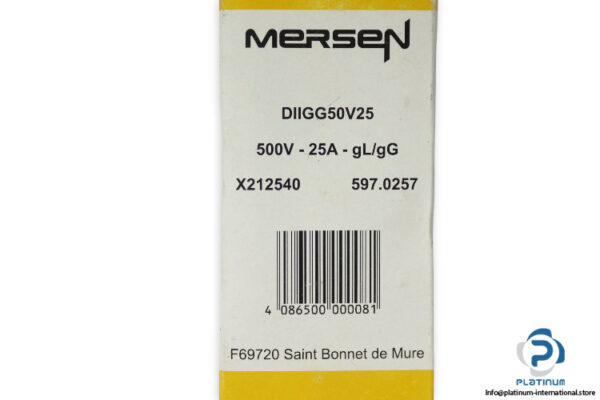 MERSEN
DIIGG50V25
500V - 25A - gL/gG
X212540 597.0257
4 086500 000081
F69720 Saint Bonnet de Mure
PLATINUM
Info@platinum-international.store